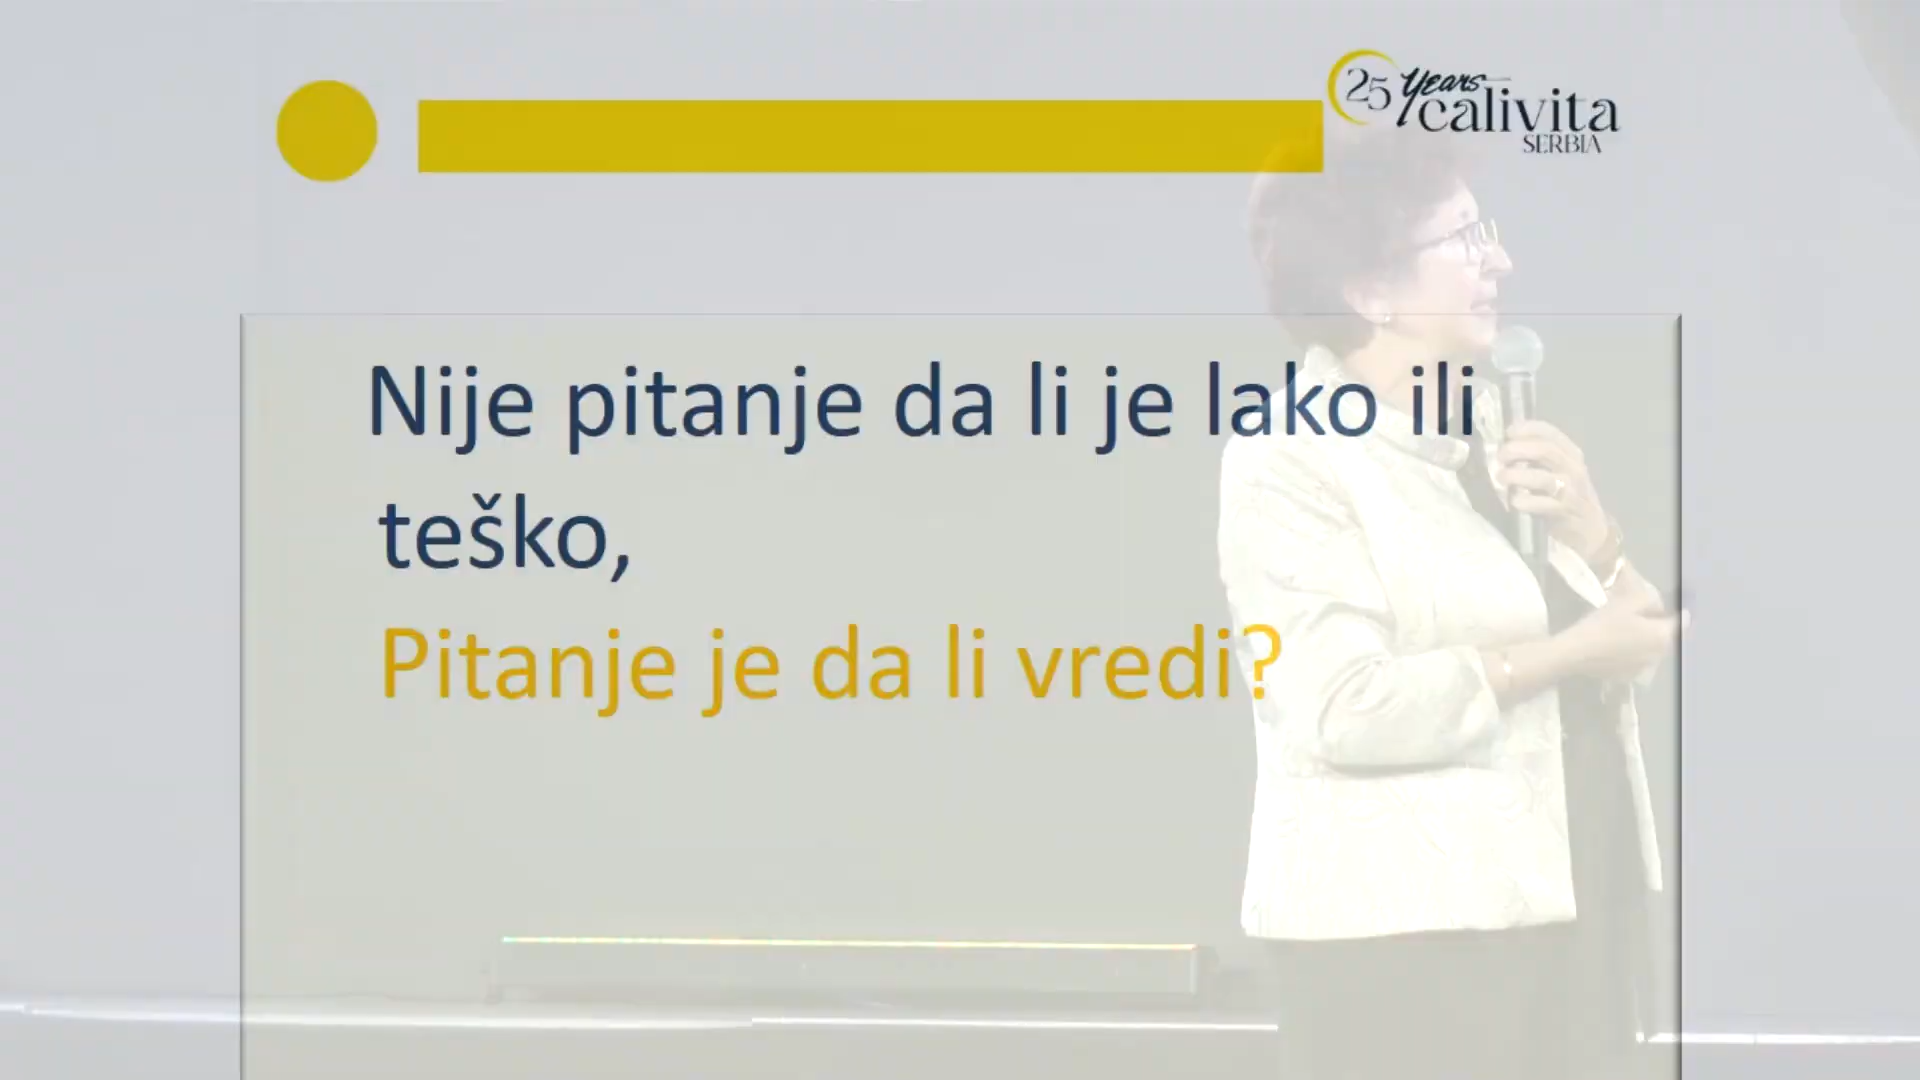 25 Years
calivita
SERBIA
Nije pitanje da li je lako ili
teško,
Pitanje je da li vredi?